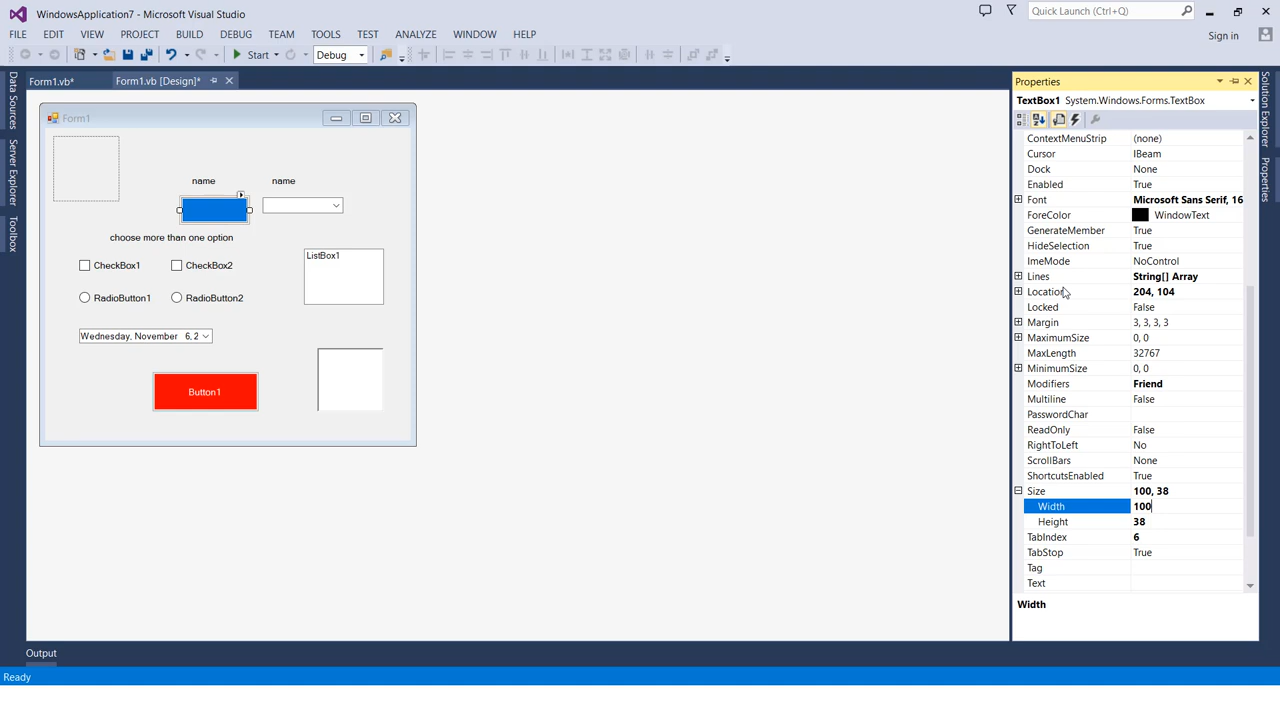 WindowsApplication7 - Microsoft Visual Studio
Quick Launch (Ctrl+Q)
FILE EDIT VIEW PROJECT BUILD DEBUG TEAM TOOLS TEST ANALYZE WINDOW HELP
Sign in
Start Debug
Form1.vb* Form1.vb [Design]*
Data Sources
Server Explorer
Toolbox
Form1
name name
choose more than one option
CheckBox1 CheckBox2
ListBox1
RadioButton1 RadioButton2
Wednesday, November 6, 2
Button1
Properties
TextBox1 System.Windows.Forms.TextBox
ContextMenuStrip (none)
Cursor IBeam
Dock None
Enabled True
Font Microsoft Sans Serif, 16
ForeColor WindowText
GenerateMember True
HideSelection True
ImeMode NoControl
Lines String[] Array
Location 204, 104
Locked False
Margin 3, 3, 3, 3
MaximumSize 0, 0
MaxLength 32767
MinimumSize 0, 0
Modifiers Friend
Multiline False
PasswordChar
ReadOnly False
RightToLeft No
ScrollBars None
ShortcutsEnabled True
Size 100, 38
Width 100
Height 38
TabIndex 6
TabStop True
Tag
Text
Width
Solution Explorer
Properties
Output
Ready